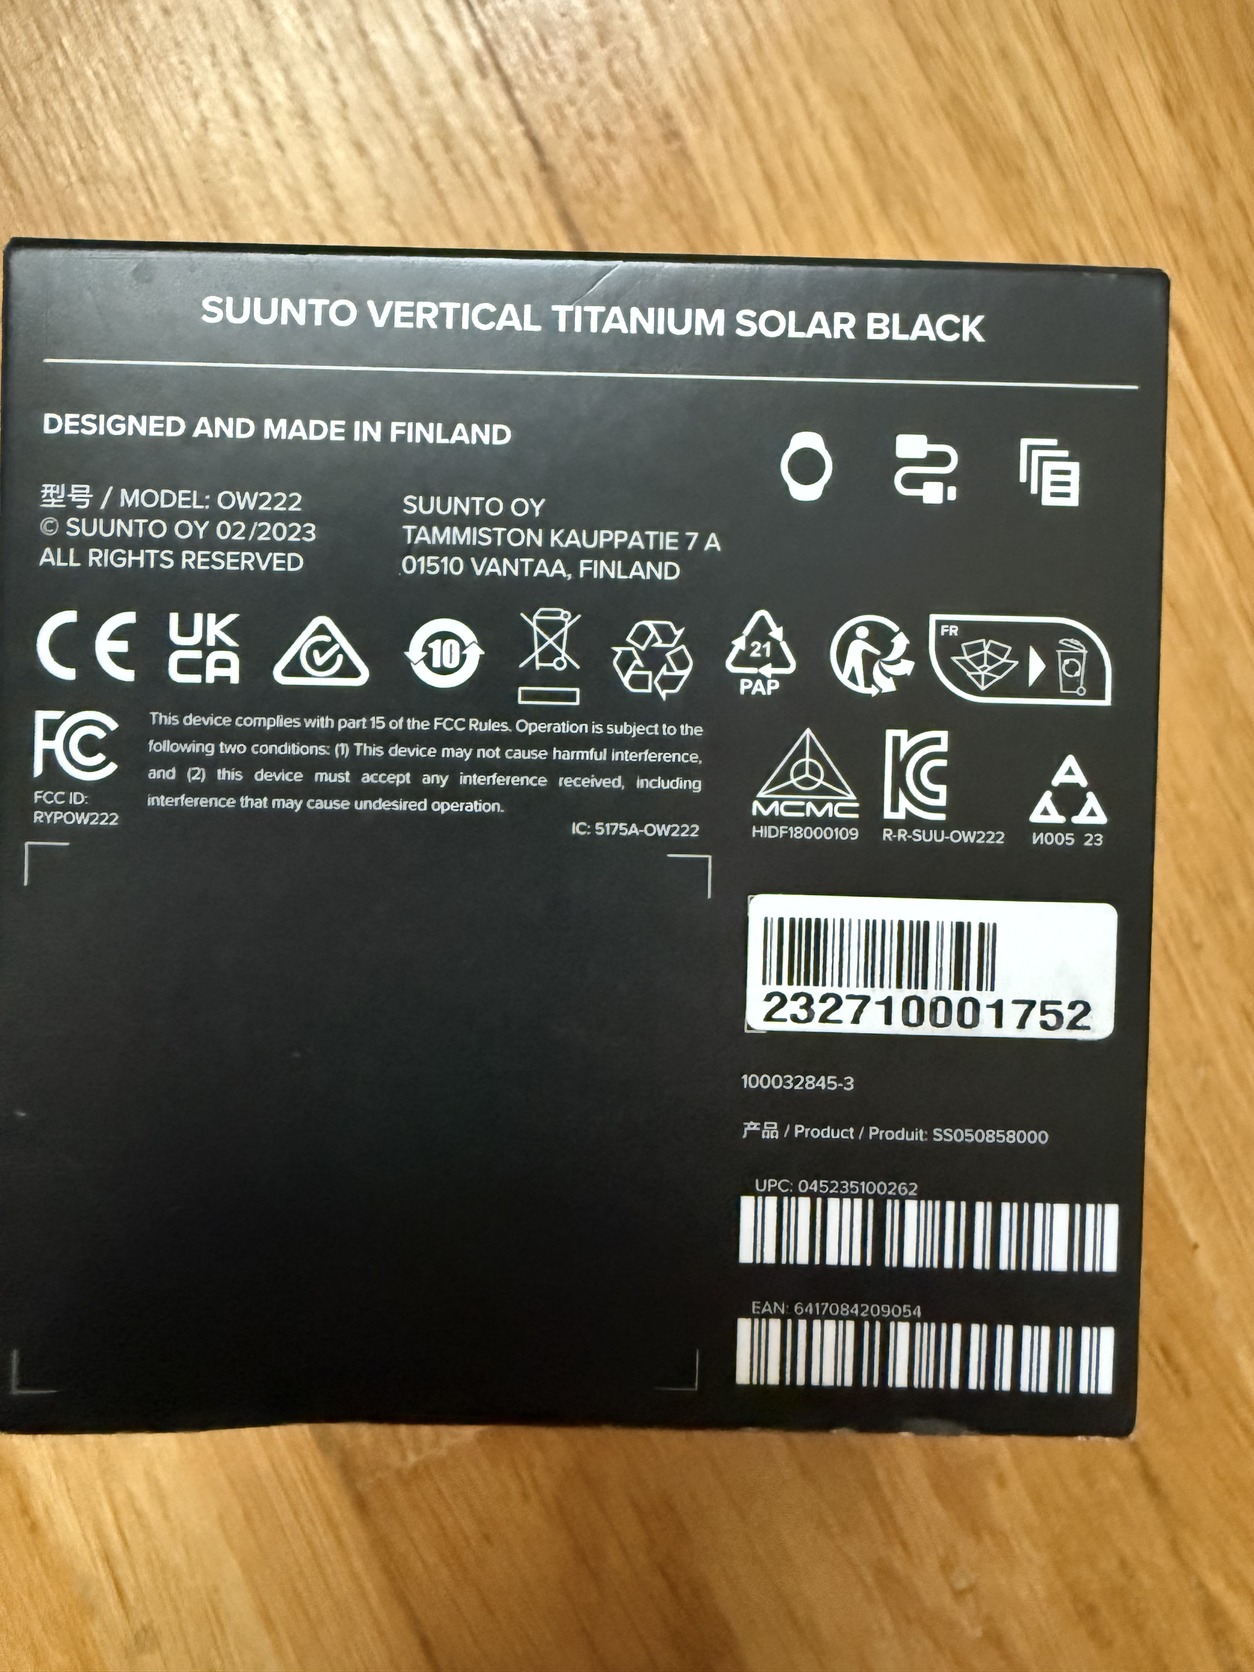 SUUNTO VERTICAL TITANIUM SOLAR BLACK
DESIGNED AND MADE IN FINLAND
型号 / MODEL: OW222
© SUUNTO OY 02/2023
ALL RIGHTS RESERVED
SUUNTO OY
TAMMISTON KAUPPATIE 7 A
01510 VANTAA, FINLAND
CE
UK
CA
10
21
PAP
FR
FC
FCC ID:
RYPOW222
This device complies with part 15 of the FCC Rules. Operation is subject to the
following two conditions: (1) This device may not cause harmful interference,
and (2) this device must accept any interference received, including
interference that may cause undesired operation.
IC: 5175A-OW222
MCMC
HIDF18000109
KC
R-R-SUU-OW222
A
И005 23
232710001752
100032845-3
产品 / Product / Produit: SS050858000
UPC: 045235100262
EAN: 6417084209054